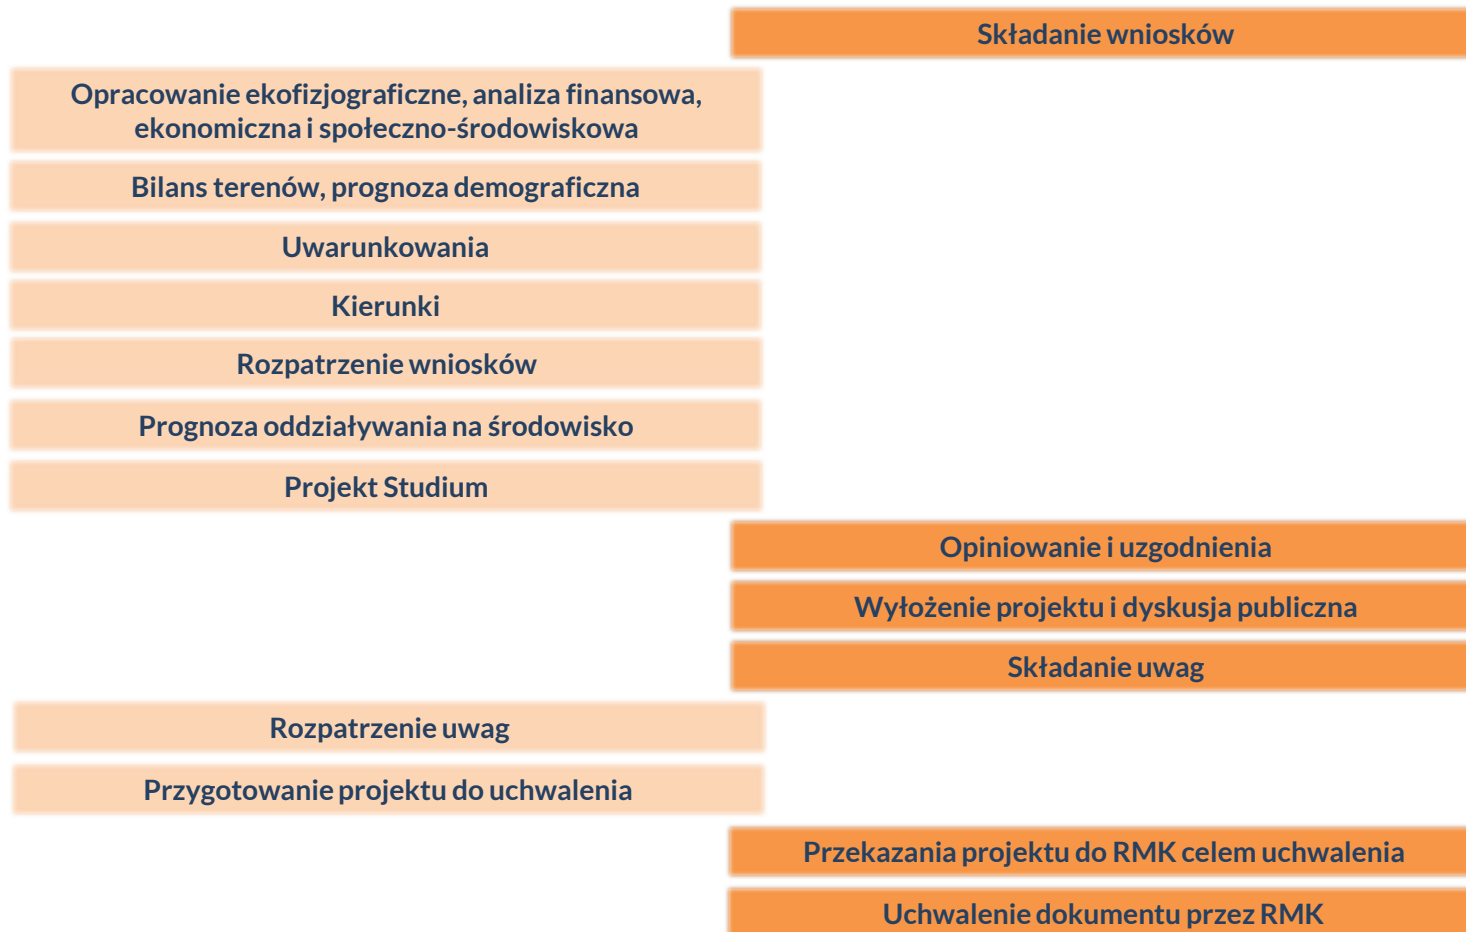 Składanie wniosków
Opracowanie ekofizjograficzne, analiza finansowa,
ekonomiczna i społeczno-środowiskowa
Bilans terenów, prognoza demograficzna
Uwarunkowania
Kierunki
Rozpatrzenie wniosków
Prognoza oddziaływania na środowisko
Projekt Studium
Opiniowanie i uzgodnienia
Wyłożenie projektu i dyskusja publiczna
Składanie uwag
Rozpatrzenie uwag
Przygotowanie projektu do uchwalenia
Przekazania projektu do RMK celem uchwalenia
Uchwalenie dokumentu przez RMK